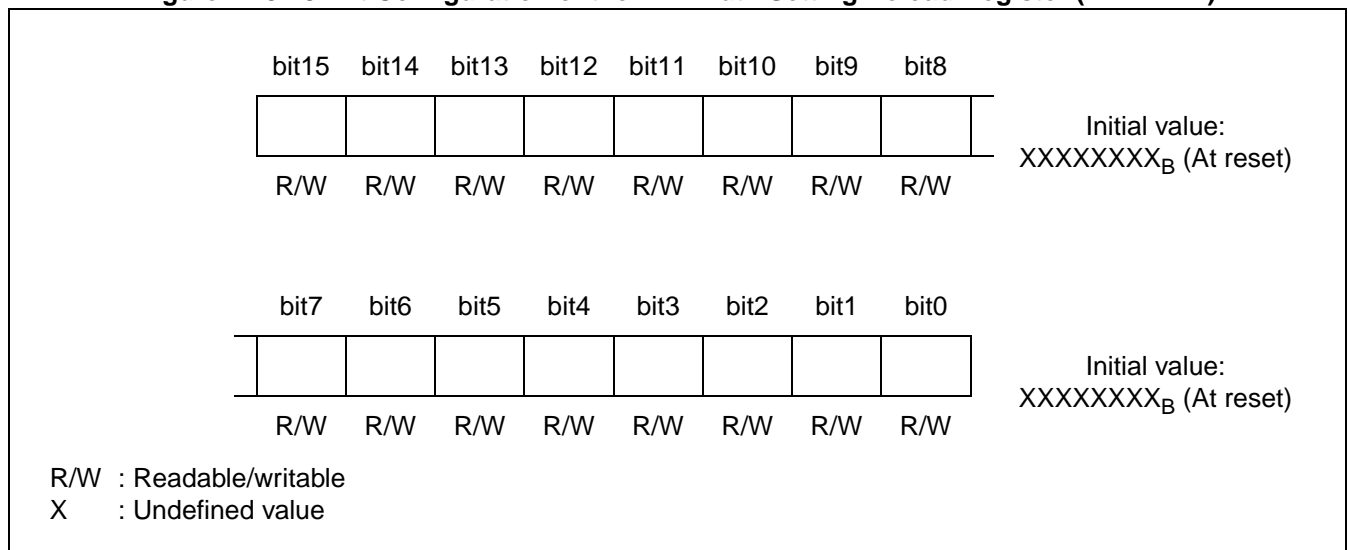 bit15 bit14 bit13 bit12 bit11 bit10 bit9 bit8
Initial value:
XXXXXXXXB (At reset)
R/W R/W R/W R/W R/W R/W R/W R/W
bit7 bit6 bit5 bit4 bit3 bit2 bit1 bit0
Initial value:
XXXXXXXXB (At reset)
R/W R/W R/W R/W R/W R/W R/W R/W
R/W : Readable/writable
X : Undefined value